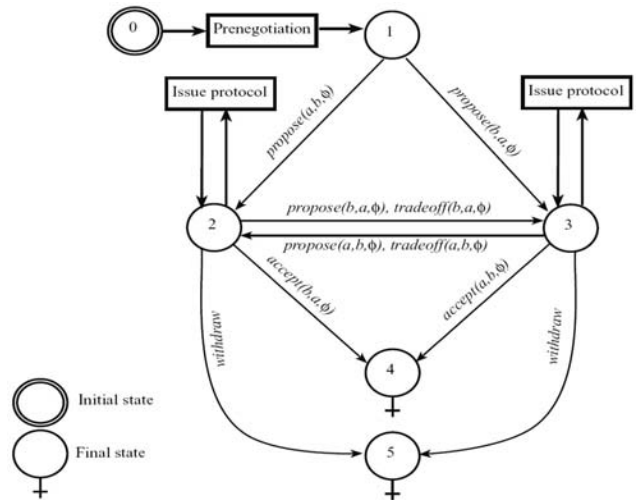 0
Prenegotiation
1
Issue protocol
Issue protocol
propose(a,b,ϕ)
propose(b,a,ϕ)
2
propose(b,a,ϕ), tradeoff(b,a,ϕ)
3
propose(a,b,ϕ), tradeoff(a,b,ϕ)
accept(b,a,ϕ)
accept(a,b,ϕ)
withdraw
withdraw
4
Initial state
5
Final state